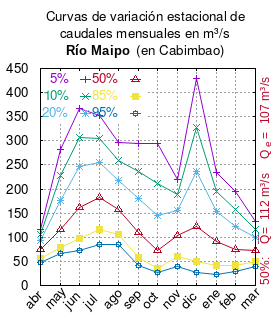 Curvas de variación estacional de
caudales mensuales en m³/s
Río Maipo (en Cabimbao)
450
400
350
300
250
200
150
100
50
0
5% 50%
10% 85%
20% 95%
abr
may
jun
jul
ago
sep
oct
nov
dic
ene
feb
mar
50%: Q= 112 m³/s Qe = 107 m³/s